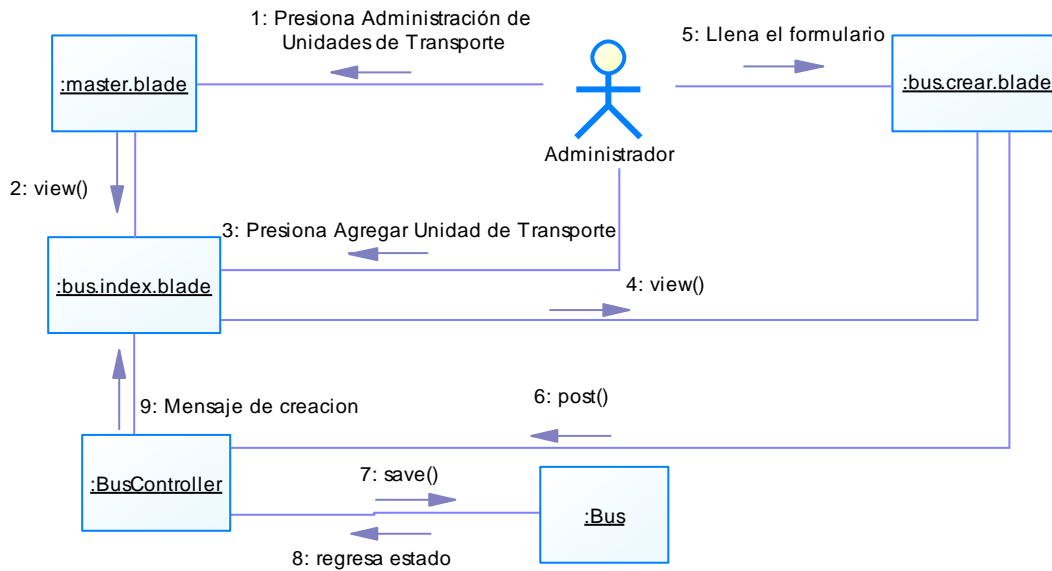 1: Presiona Administración de
Unidades de Transporte
5: Llena el formulario
:master.blade
:bus.crear.blade
Administrador
2: view()
3: Presiona Agregar Unidad de Transporte
:bus.index.blade
4: view()
6: post()
9: Mensaje de creacion
:BusController
7: save()
:Bus
8: regresa estado